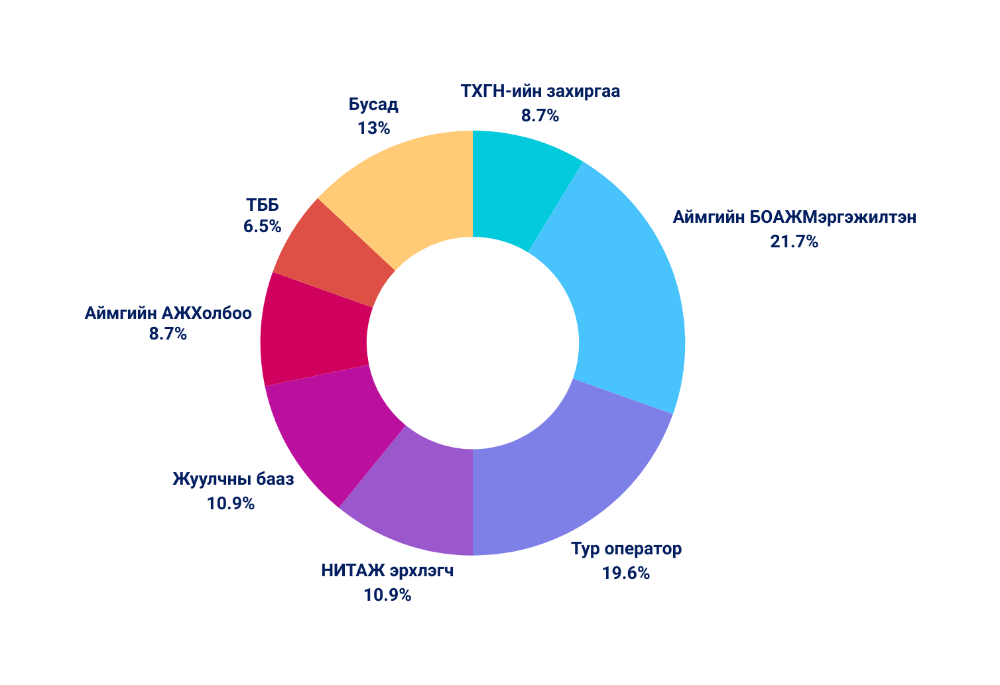 ТХГН-ийн захиргаа
8.7%
Аймгийн БОАЖМэргэжилтэн
21.7%
Тур оператор
19.6%
НИТАЖ эрхлэгч
10.9%
Жуулчны бааз
10.9%
Аймгийн АЖХолбоо
8.7%
ТББ
6.5%
Бусад
13%